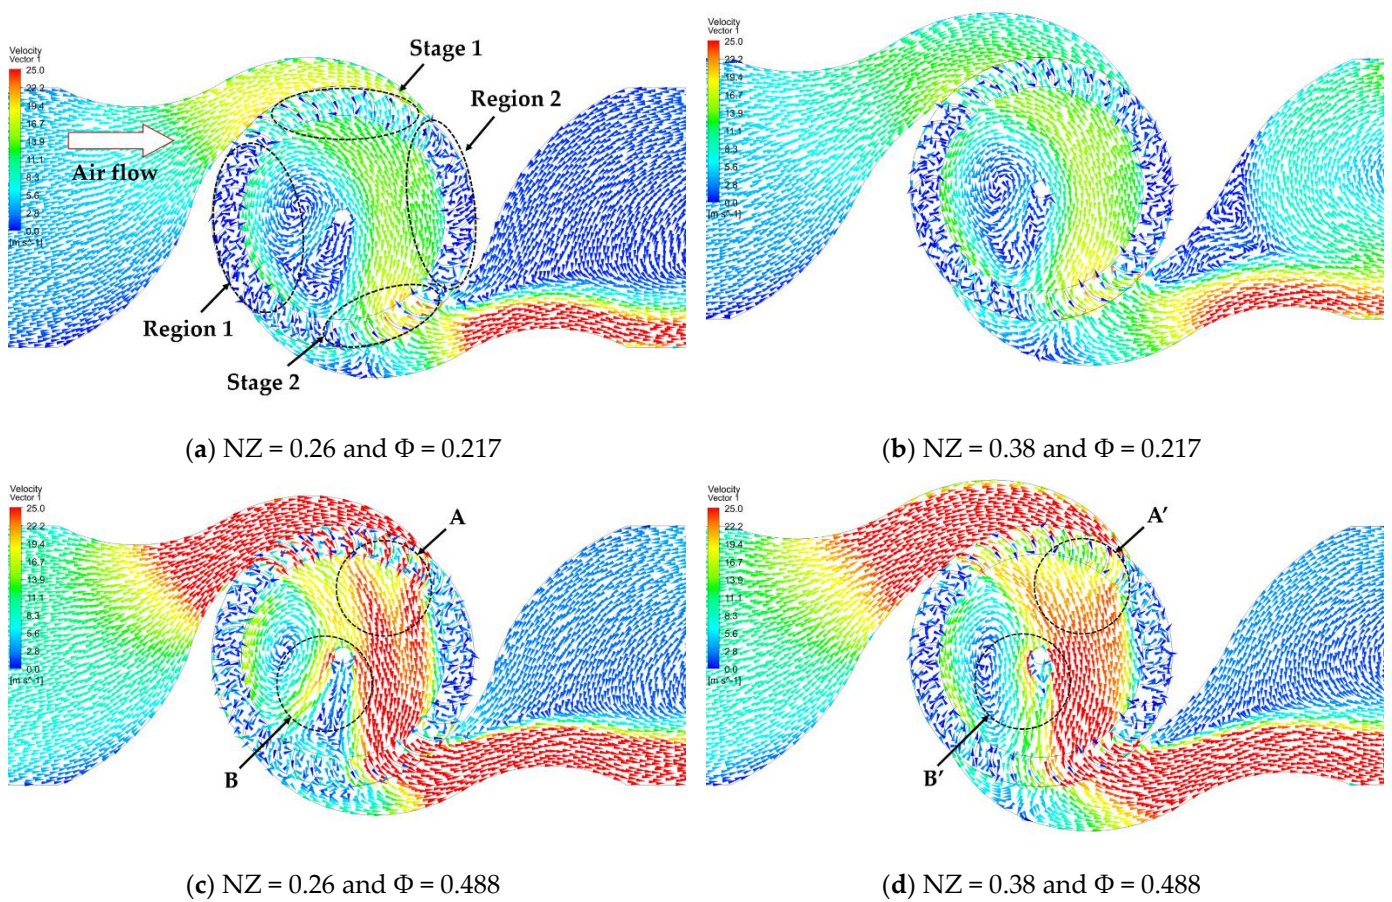 Velocity
Vector 1
25.0
22.2
19.4
16.7
13.9
11.1
8.3
5.6
2.8
0.0
[m s^-1]
Air flow
Stage 1
Region 2
Region 1
Stage 2
Velocity
Vector 1
25.0
22.2
19.4
16.7
13.9
11.1
8.3
5.6
2.8
0.0
[m s^-1]
(a) NZ = 0.26 and Φ = 0.217
(b) NZ = 0.38 and Φ = 0.217
Velocity
Vector 1
25.0
22.2
19.4
16.7
13.9
11.1
8.3
5.6
2.8
0.0
[m s^-1]
A
B
Velocity
Vector 1
25.0
22.2
19.4
16.7
13.9
11.1
8.3
5.6
2.8
0.0
[m s^-1]
A’
B’
(c) NZ = 0.26 and Φ = 0.488
(d) NZ = 0.38 and Φ = 0.488